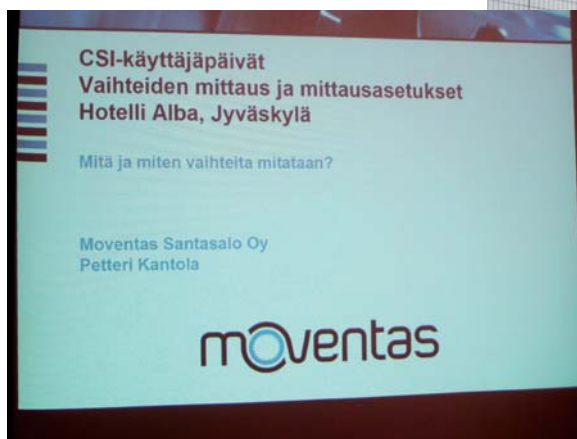 CSI-käyttäjäpäivät
Vaihteiden mittaus ja mittausasetukset
Hotelli Alba, Jyväskylä
Mitä ja miten vaihteita mitataan?
Moventas Santasalo Oy
Petteri Kantola
moventas